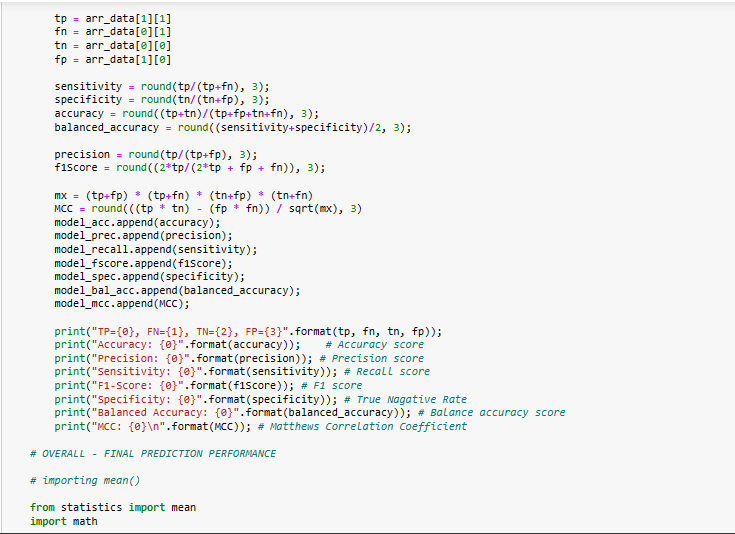 tp = arr_data[1][1]
fn = arr_data[0][1]
tn = arr_data[0][0]
fp = arr_data[1][0]
sensitivity = round(tp/(tp+fn), 3);
specificity = round(tn/(tn+fp), 3);
accuracy = round((tp+tn)/(tp+fp+tn+fn), 3);
balanced_accuracy = round((sensitivity+specificity)/2, 3);
precision = round(tp/(tp+fp), 3);
f1Score = round((2*tp/(2*tp + fp + fn)), 3);
mx = (tp+fp) * (tp+fn) * (tn+fp) * (tn+fn)
MCC = round(((tp * tn) - (fp * fn)) / sqrt(mx), 3)
model_acc.append(accuracy);
model_prec.append(precision);
model_recall.append(sensitivity);
model_fscore.append(f1Score);
model_spec.append(specificity);
model_bal_acc.append(balanced_accuracy);
model_mcc.append(MCC);
print("TP={0}, FN={1}, TN={2}, FP={3}".format(tp, fn, tn, fp));
print("Accuracy: {0}".format(accuracy));    # Accuracy score
print("Precision: {0}".format(precision)); # Precision score
print("Sensitivity: {0}".format(sensitivity)); # Recall score
print("F1-Score: {0}".format(f1Score)); # F1 score
print("Specificity: {0}".format(specificity)); # True Nagative Rate
print("Balanced Accuracy: {0}".format(balanced_accuracy)); # Balance accuracy score
print("MCC: {0}\n".format(MCC)); # Matthews Correlation Coefficient
# OVERALL - FINAL PREDICTION PERFORMANCE
# importing mean()
from statistics import mean
import math